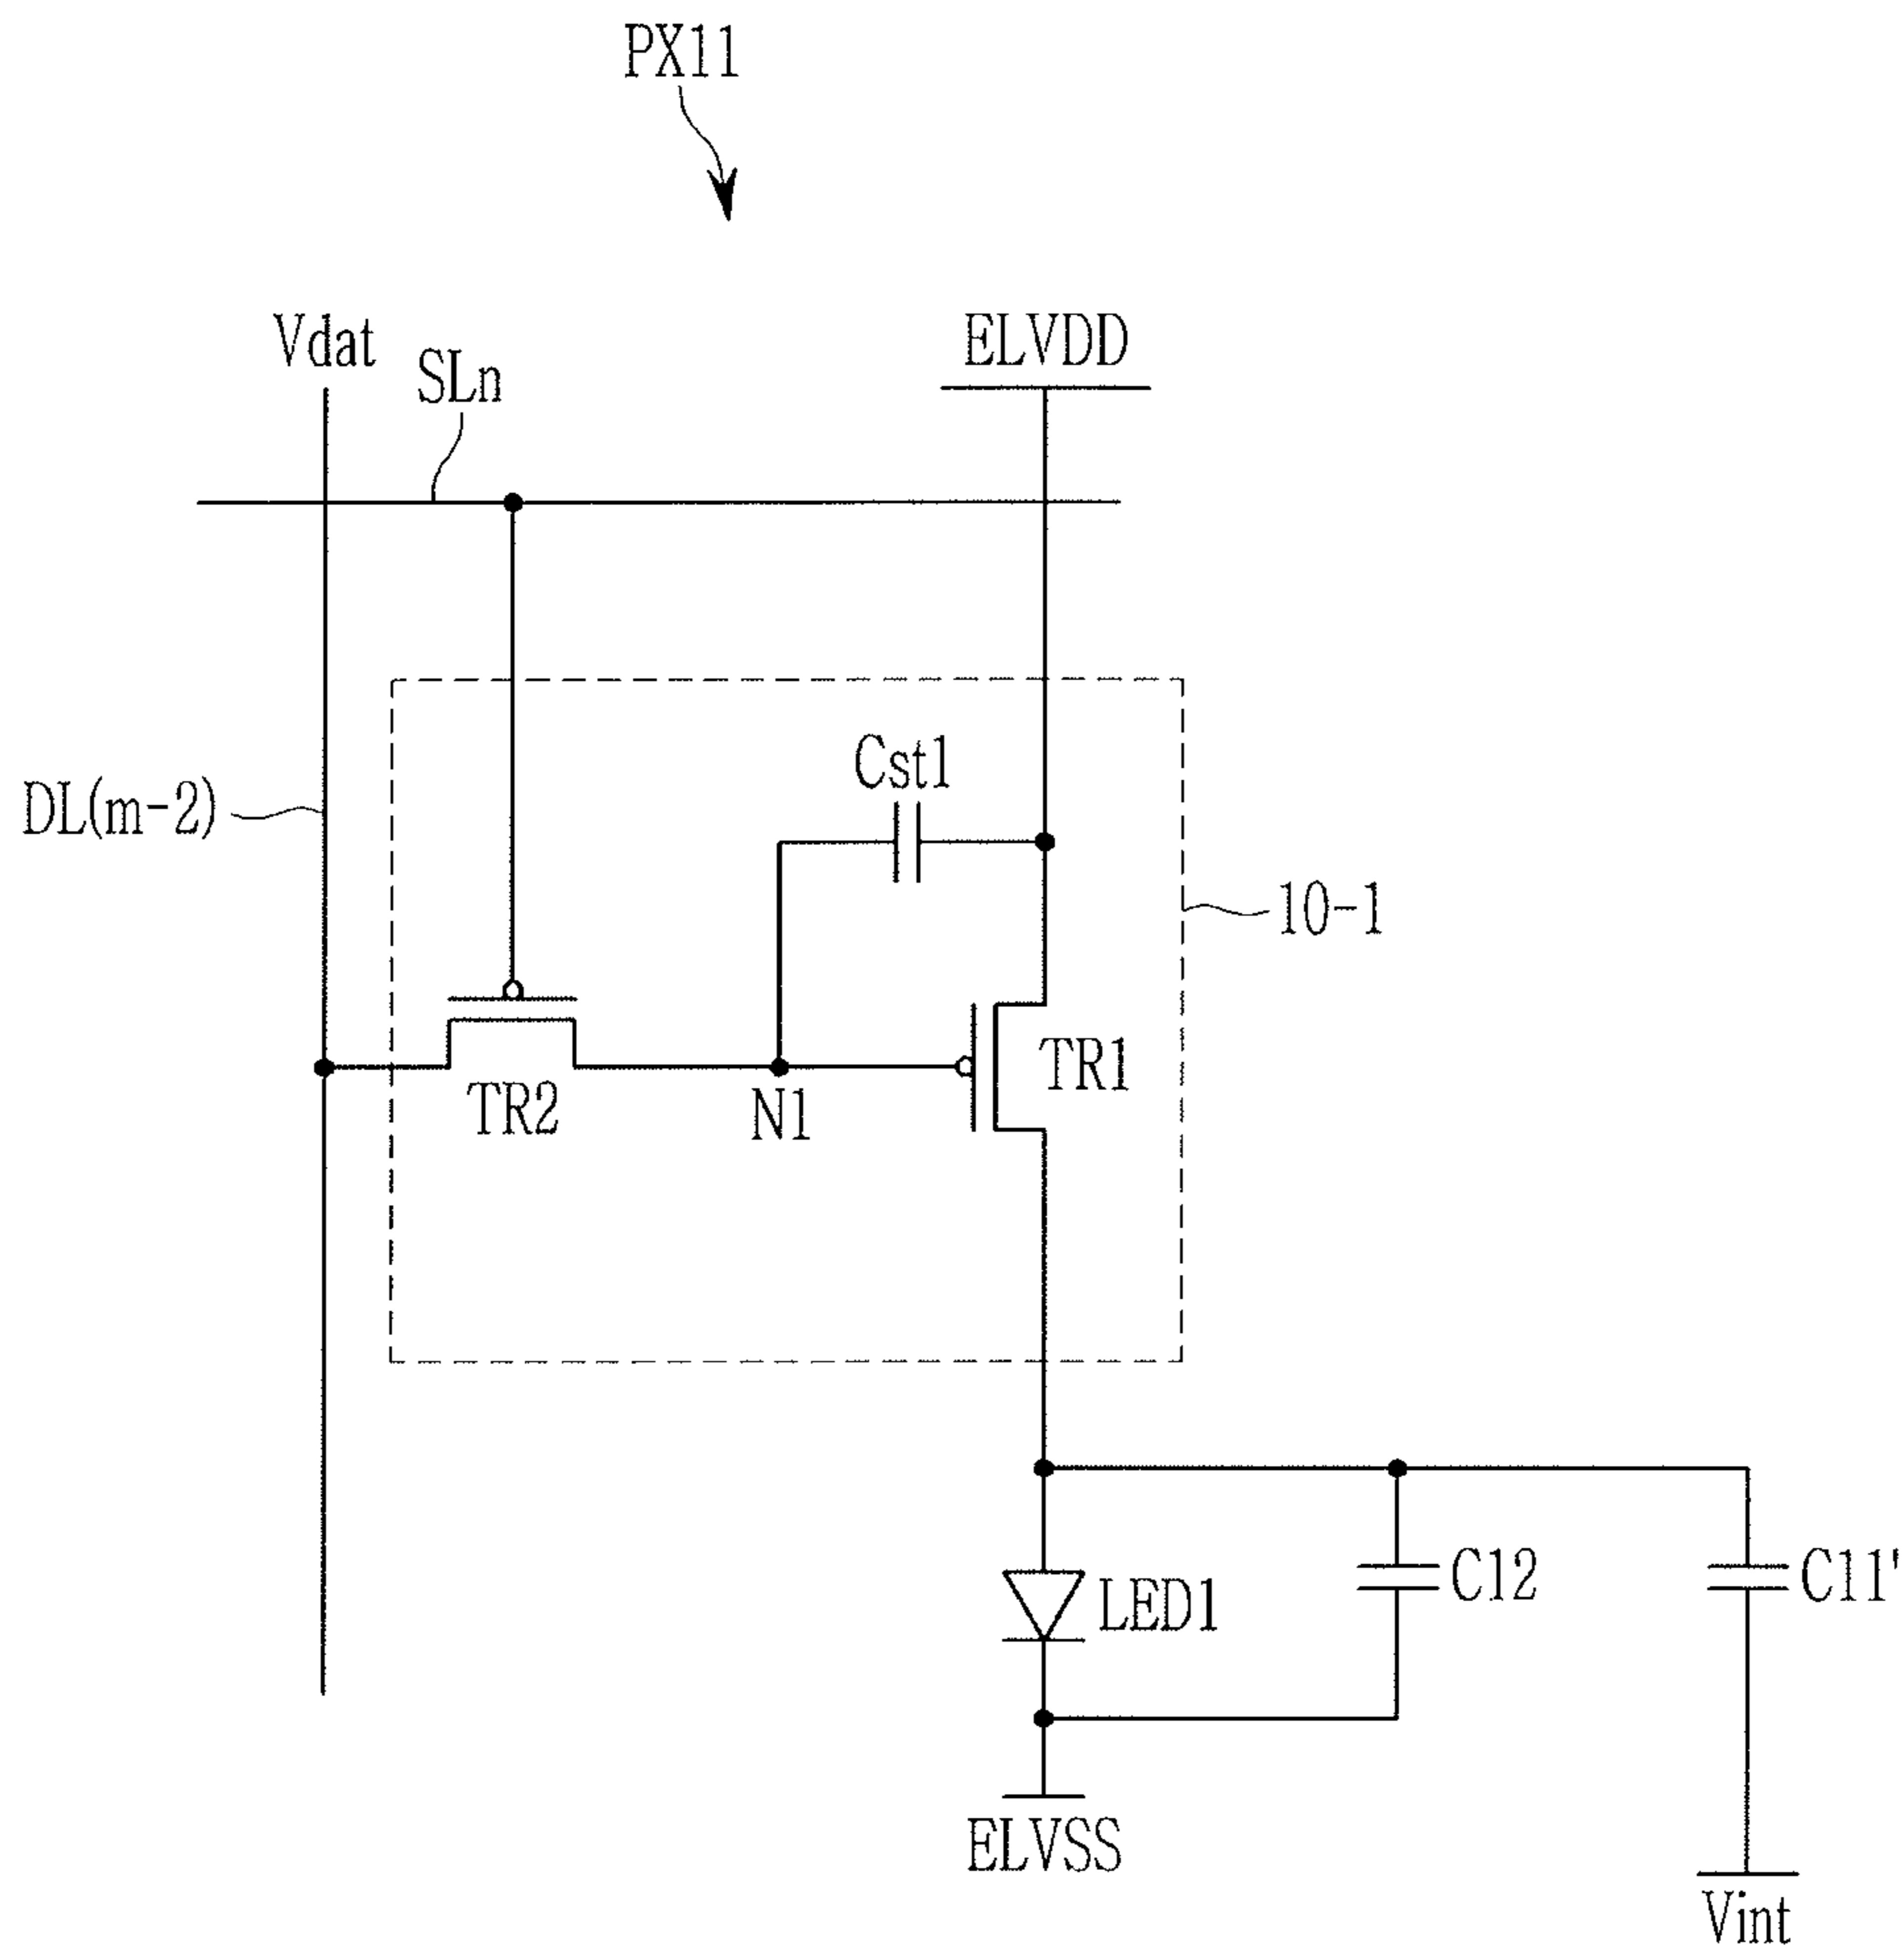 PX11
Vdat
SLn
ELVDD
Cst1
DL(m-2)
10-1
TR1
TR2
N1
LED1
C12
C11'
ELVSS
Vint